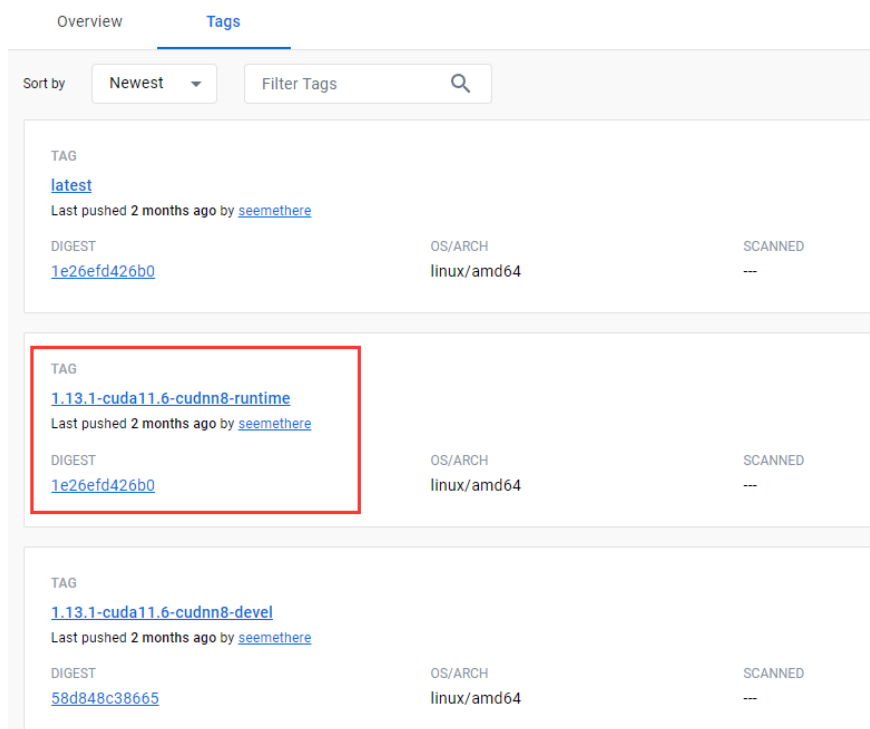 Overview Tags
Sort by Newest Filter Tags
TAG
latest
Last pushed 2 months ago by seemethere
DIGEST OS/ARCH SCANNED
1e26efd426b0 linux/amd64 ---
TAG
1.13.1-cuda11.6-cudnn8-runtime
Last pushed 2 months ago by seemethere
DIGEST OS/ARCH SCANNED
1e26efd426b0 linux/amd64 ---
TAG
1.13.1-cuda11.6-cudnn8-devel
Last pushed 2 months ago by seemethere
DIGEST OS/ARCH SCANNED
58d848c38665 linux/amd64 ---